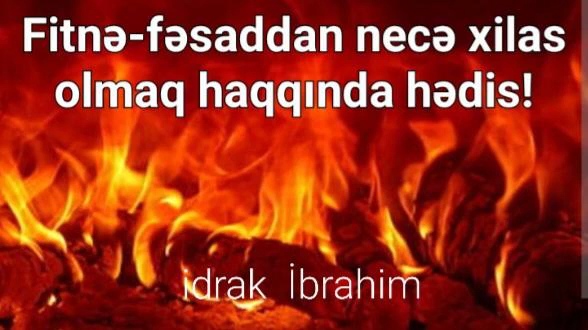 Fitnə-fəsaddan necə xilas
olmaq haqqında hədis!
idrak İbrahim